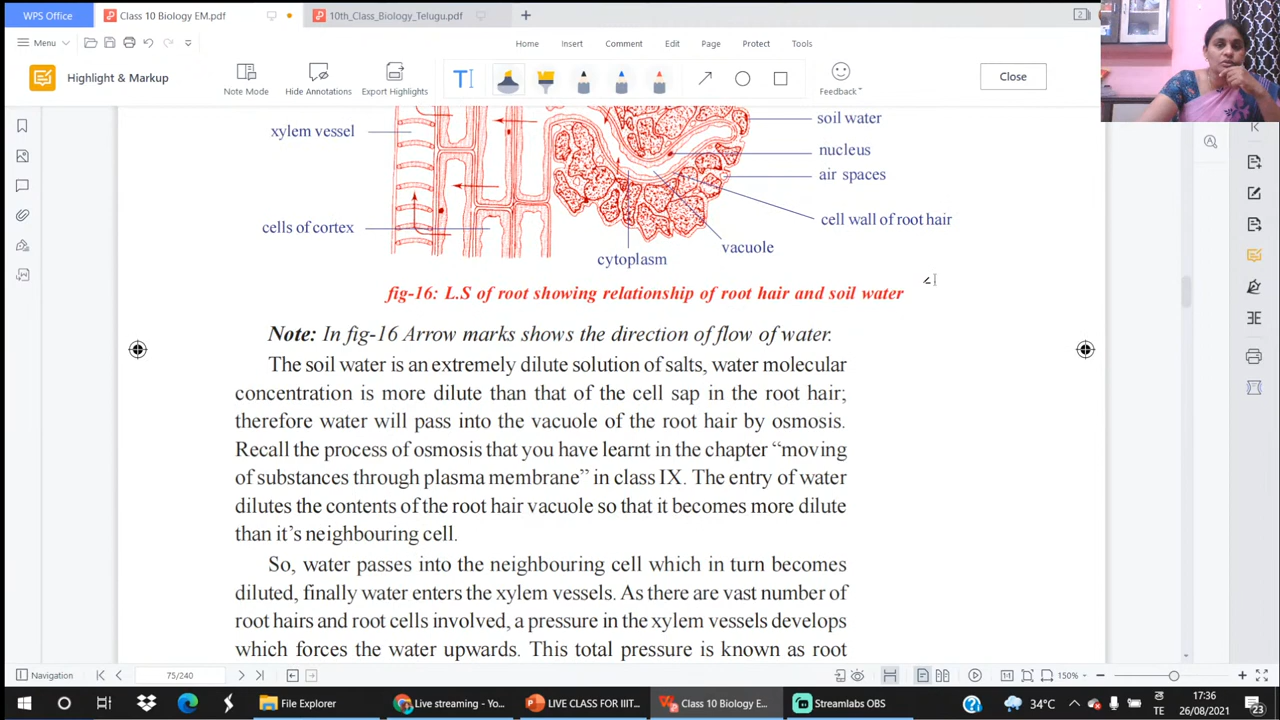 WPS Office
Class 10 Biology EM.pdf
10th_Class_Biology_Telugu.pdf
2
Menu
Home
Insert
Comment
Edit
Page
Protect
Tools
Highlight & Markup
Note Mode
Hide Annotations
Export Highlights
T
Feedback
Close
xylem vessel
soil water
nucleus
air spaces
cell wall of root hair
cells of cortex
vacuole
cytoplasm
fig-16: L.S of root showing relationship of root hair and soil water
Note: In fig-16 Arrow marks shows the direction of flow of water.
The soil water is an extremely dilute solution of salts, water molecular
concentration is more dilute than that of the cell sap in the root hair;
therefore water will pass into the vacuole of the root hair by osmosis.
Recall the process of osmosis that you have learnt in the chapter “moving
of substances through plasma membrane” in class IX. The entry of water
dilutes the contents of the root hair vacuole so that it becomes more dilute
than it’s neighbouring cell.
So, water passes into the neighbouring cell which in turn becomes
diluted, finally water enters the xylem vessels. As there are vast number of
root hairs and root cells involved, a pressure in the xylem vessels develops
which forces the water upwards. This total pressure is known as root
Navigation
75/240
150%
File Explorer
Live streaming - Yo...
LIVE CLASS FOR IIIT...
Class 10 Biology E...
Streamlabs OBS
34°C
17:36
26/08/2021
23